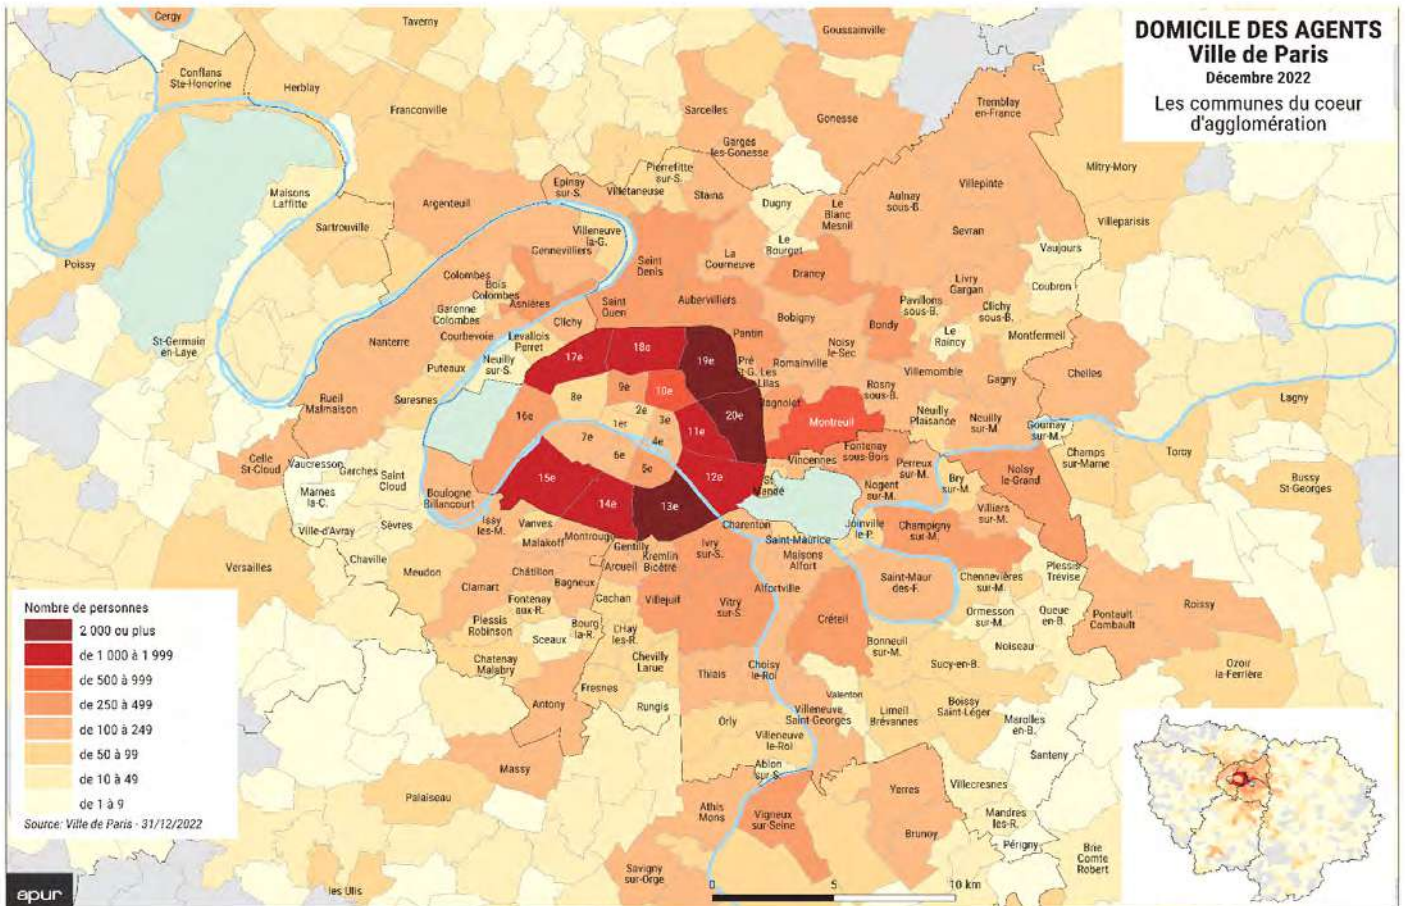 DOMICILE DES AGENTS
Ville de Paris
Décembre 2022
Les communes du coeur
d'agglomération
Cergy
Taverny
Goussainville
Conflans
Ste-Honorine
Herblay
Franconville
Sarcelles
Gonesse
Tremblay
en-France
Garges
les-Gonesse
Mitry-Mory
Maisons
Laffitte
Argenteuil
Epinay
sur-S.
Villetaneuse
Pierrefitte
sur-S.
Stains
Dugny
Le
Blanc
Mesnil
Aulnay
sous-B.
Villepinte
Villeparisis
Sartrouville
Villeneuve
la-G.
Gennevilliers
Le
Bourget
Sevran
Vaujours
Poissy
Colombes
Bois
Colombes
Saint
Denis
La
Courneuve
Drancy
Livry
Gargan
Coubron
Garenne
Colombes
Asnières
Saint
Ouen
Aubervilliers
Bobigny
Pavillons
sous-B.
Clichy
sous-B.
St-Germain
en-Laye
Nanterre
Courbevoie
Levallois
Perret
Clichy
Pantin
Noisy
le-Sec
Bondy
Le
Raincy
Montfermeil
Puteaux
Neuilly
sur-S.
17e
18e
19e
Pré
St-G.
Les
Lilas
Romainville
Villemomble
Gagny
Chelles
Rueil
Malmaison
Suresnes
16e
8e
9e
10e
2e
1er
3e
11e
20e
Bagnolet
Montreuil
Rosny
sous-B.
Neuilly
Plaisance
Neuilly
sur-M
Gournay
sur-M.
Lagny
7e
6e
4e
5e
12e
Vincennes
Fontenay
sous-Bois
Perreux
sur-M.
Champs
sur-Marne
Torcy
Celle
St-Cloud
Vaucresson
Garches
Saint
Cloud
Marnes
la-C.
Boulogne
Billancourt
15e
14e
13e
St
Mandé
Nogent
sur-M.
Bry
sur-M.
Noisy
le-Grand
Bussy
St-Georges
Ville-d'Avray
Sèvres
Issy
les-M.
Vanves
Malakoff
Montrouge
Gentilly
Kremlin
Bicêtre
Ivry
sur-S.
Charenton
Saint-Maurice
Joinville
le-P.
Champigny
sur-M.
Villiers
sur-M.
Versailles
Chaville
Meudon
Clamart
Châtillon
Bagneux
Arcueil
Maisons
Alfort
Alfortville
Saint-Maur
des-F.
Chennevières
sur-M.
Plessis
Trévise
Fontenay
aux-R.
Cachan
Villejuif
Vitry
sur-S.
Créteil
Ormesson
sur-M.
Queue
en-B.
Pontault
Combault
Roissy
Plessis
Robinson
Sceaux
Bourg
la-R.
L'Haÿ
les-R.
Bonneuil
sur-M.
Noiseau
Chatenay
Malabry
Chevilly
Larue
Thiais
Choisy
le-Roi
Sucy-en-B.
Ozoir
la-Ferrière
Antony
Fresnes
Rungis
Valenton
Villeneuve
Saint-Georges
Limeil
Brévannes
Boissy
Saint-Léger
Marolles
en-B.
Orly
Villeneuve
le-Roi
Santeny
Massy
Ablon
sur-S.
Villecresnes
Palaiseau
Athis
Mons
Vigneux
sur-Seine
Yerres
Mandres
les-R.
Brunoy
Périgny
Brie
Comte
Robert
les Ulis
Savigny
sur-Orge
Nombre de personnes
2 000 ou plus
de 1 000 à 1 999
de 500 à 999
de 250 à 499
de 100 à 249
de 50 à 99
de 10 à 49
de 1 à 9
Source: Ville de Paris - 31/12/2022
apur
0
5
10 km